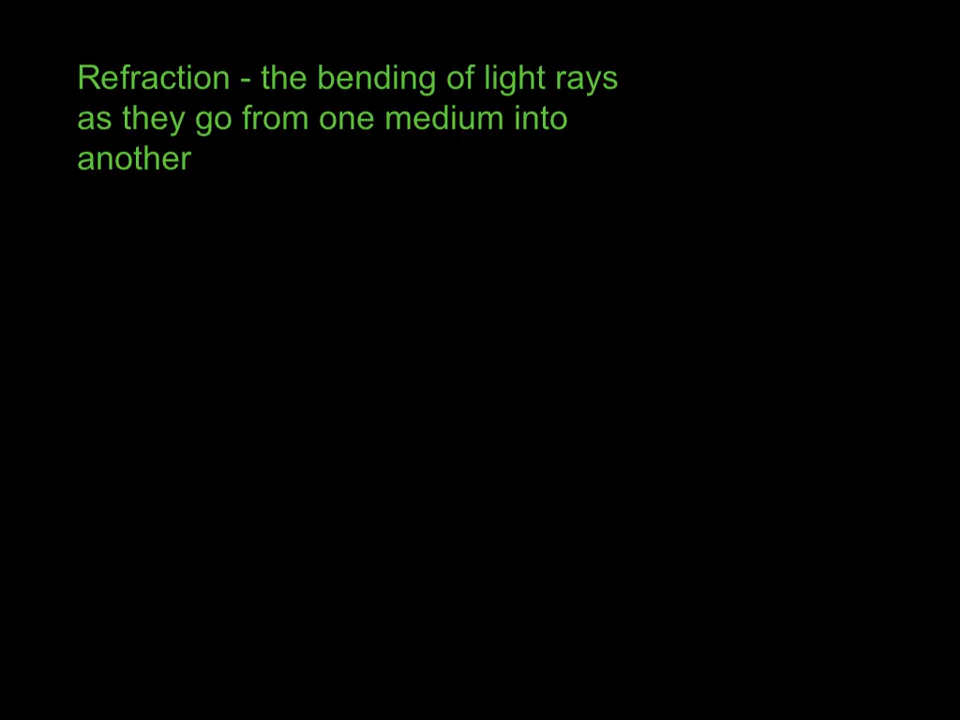 Refraction - the bending of light rays
as they go from one medium into
another